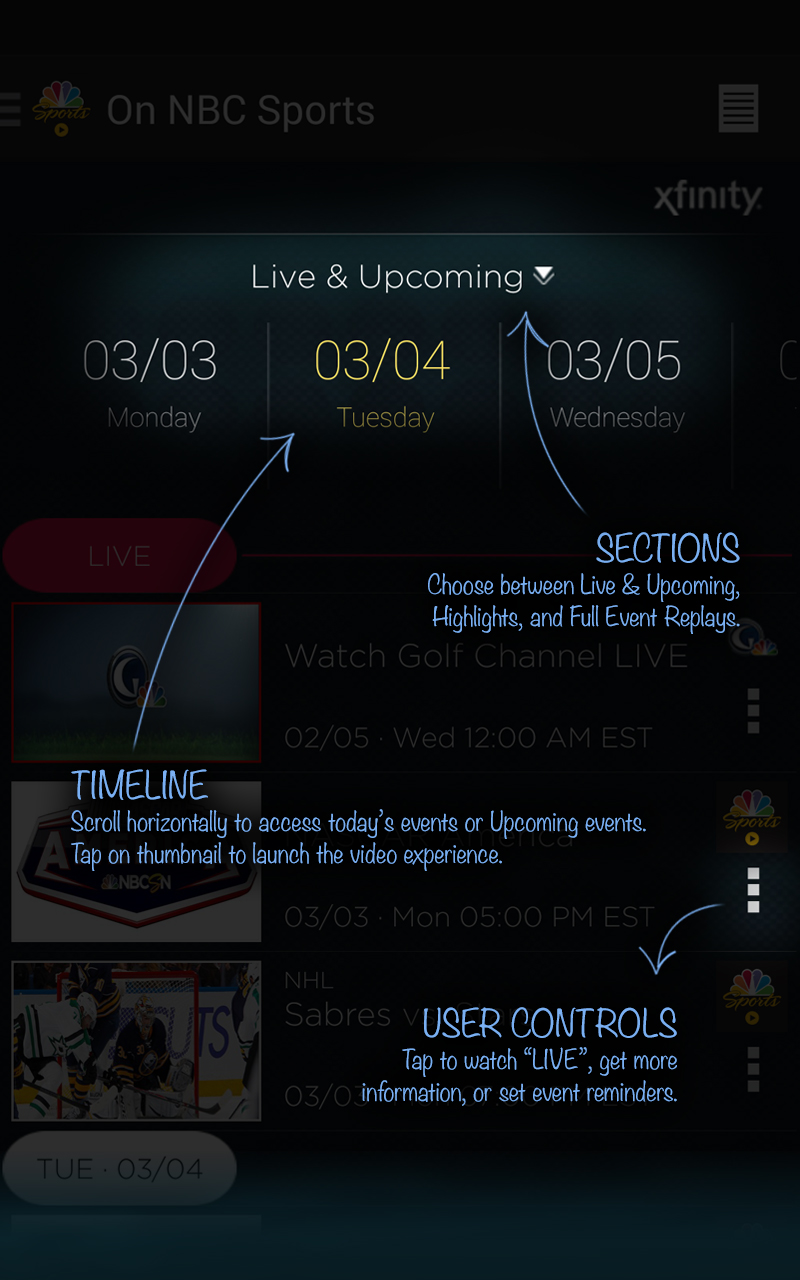 Sports
On NBC Sports
xfinity
Live & Upcoming
03/03
03/04
03/05
Monday
Tuesday
Wednesday
LIVE
SECTIONS
Choose between Live & Upcoming,
Highlights, and Full Event Replays.
Watch Golf Channel LIVE
02/05 · Wed 12:00 AM EST
TIMELINE
Scroll horizontally to access today's events or Upcoming events.
Tap on thumbnail to launch the video experience.
America
Sports
NBCSN
03/03 · Mon 05:00 PM EST
NHL
Sabres
Sports
USER CONTROLS
Tap to watch “LIVE”, get more
information, or set event reminders.
03/03
TUE · 03/04